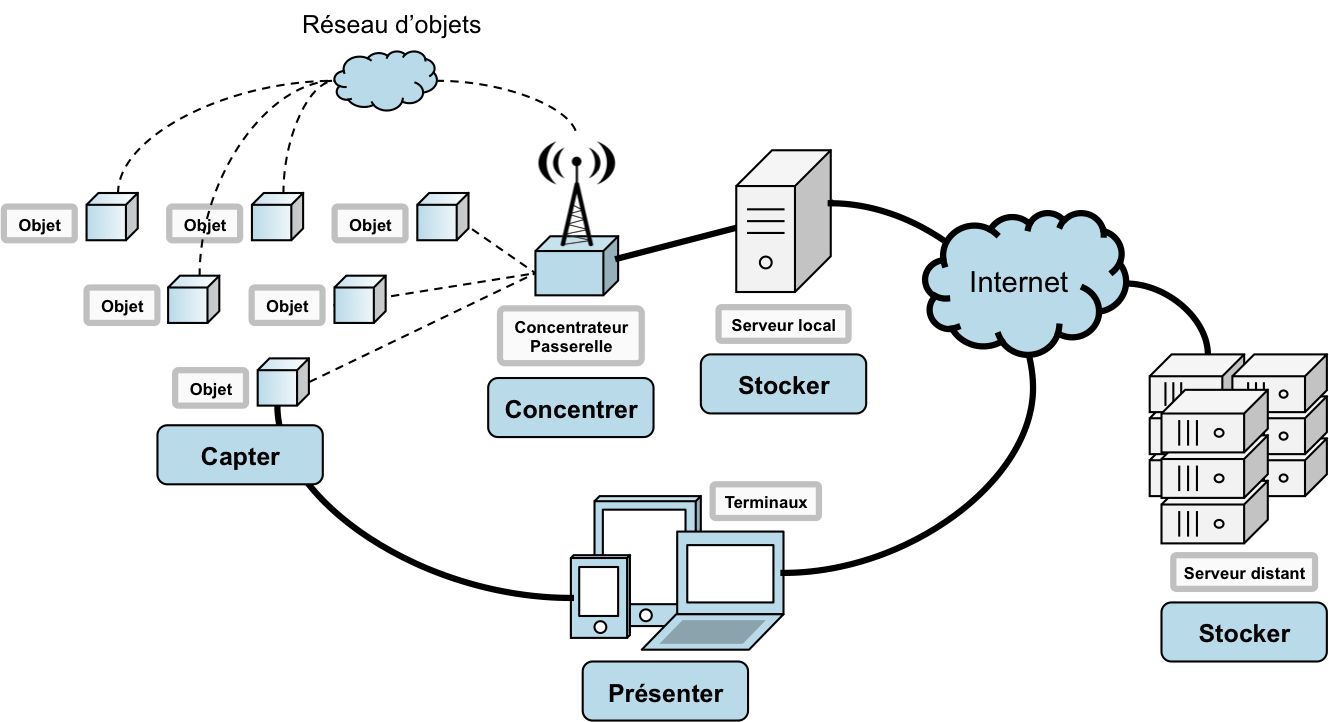 Réseau d’objets
Objet
Objet
Objet
Objet
Objet
Objet
Capter
Concentrateur
Passerelle
Concentrer
Serveur local
Stocker
Internet
Terminaux
Présenter
Serveur distant
Stocker